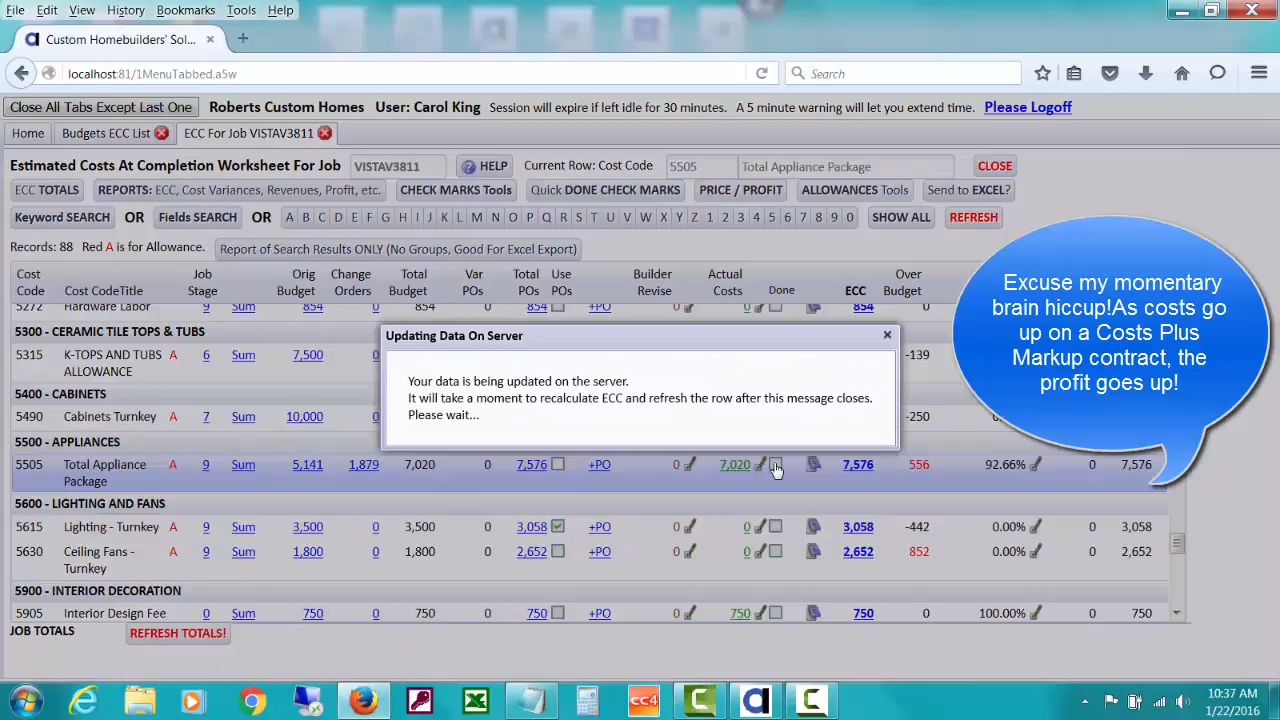 File Edit View History Bookmarks Tools Help
Custom Homebuilders' Sol... × +
localhost:81/1MenuTabbed.a5w Search
Close All Tabs Except Last One Roberts Custom Homes User: Carol King Session will expire if left idle for 30 minutes. A 5 minute warning will let you extend time. Please Logoff
Home Budgets ECC List ECC For Job VISTAV3811
Estimated Costs At Completion Worksheet For Job VISTAV3811 HELP Current Row: Cost Code 5505 Total Appliance Package CLOSE
ECC TOTALS REPORTS: ECC, Cost Variances, Revenues, Profit, etc. CHECK MARKS Tools Quick DONE CHECK MARKS PRICE / PROFIT ALLOWANCES Tools Send to EXCEL?
Keyword SEARCH OR Fields SEARCH OR A B C D E F G H I J K L M N O P Q R S T U V W X Y Z 1 2 3 4 5 6 7 8 9 0 SHOW ALL REFRESH
Records: 88 Red A is for Allowance. Report of Search Results ONLY (No Groups, Good For Excel Export)
Cost Job Orig Change Total Var Total Use Builder Actual Over
Code Cost CodeTitle Stage Budget Orders Budget POs POs POs Revise Costs Done ECC Budget
5272 Hardware Labor 9 Sum 854 0 854 0 854 +PO 0 0 854
5300 - CERAMIC TILE TOPS & TUBS
5315 K-TOPS AND TUBS A 6 Sum 7,500 -139
ALLOWANCE
5400 - CABINETS
5490 Cabinets Turnkey A 7 Sum 10,000 -250
5500 - APPLIANCES
5505 Total Appliance A 9 Sum 5,141 1,879 7,020 0 7,576 +PO 0 7,020 7,576 556 92.66% 0 7,576
Package
5600 - LIGHTING AND FANS
5615 Lighting - Turnkey A 9 Sum 3,500 0 3,500 0 3,058 +PO 0 0 3,058 -442 0.00% 0 3,058
5630 Ceiling Fans - A 9 Sum 1,800 0 1,800 0 2,652 +PO 0 0 2,652 852 0.00% 0 2,652
Turnkey
5900 - INTERIOR DECORATION
5905 Interior Design Fee 0 Sum 750 0 750 0 750 +PO 0 750 750 0 100.00% 0 750
JOB TOTALS REFRESH TOTALS!
Updating Data On Server
Your data is being updated on the server.
It will take a moment to recalculate ECC and refresh the row after this message closes.
Please wait...
Excuse my momentary
brain hiccup!As costs go
up on a Costs Plus
Markup contract, the
profit goes up!
CC4
10:37 AM
1/22/2016